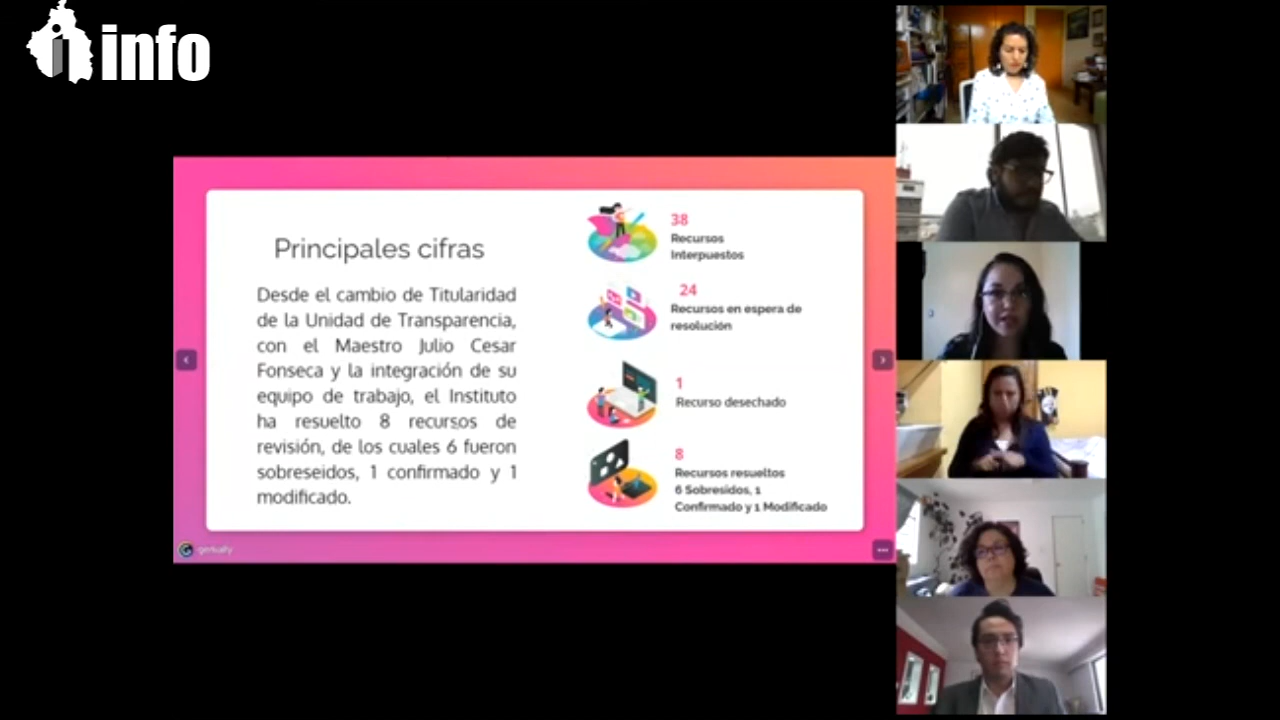 info
Principales cifras
Desde el cambio de Titularidad
de la Unidad de Transparencia,
con el Maestro Julio Cesar
Fonseca y la integración de su
equipo de trabajo, el Instituto
ha resuelto 8 recursos de
revisión, de los cuales 6 fueron
sobreseidos, 1 confirmado y 1
modificado.
38
Recursos
Interpuestos
24
Recursos en espera de
resolución
1
Recurso desechado
8
Recursos resueltos
6 Sobresidos, 1
Confirmado y 1 Modificado
genially